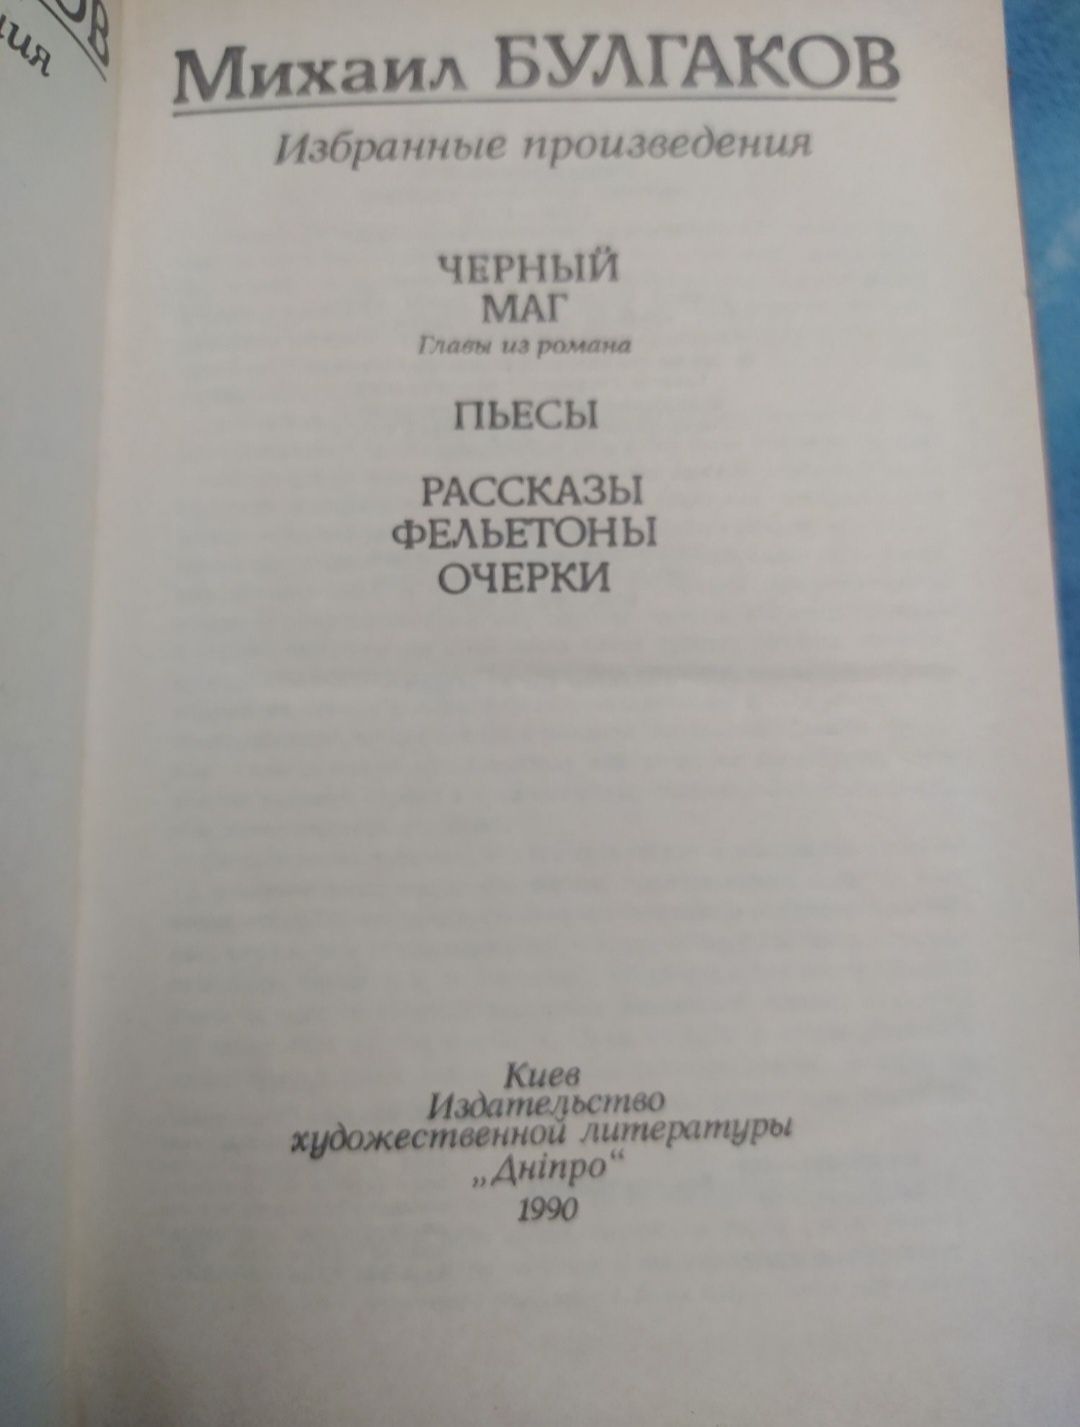 Михаил БУЛГАКОВ
Избранные произведения
ЧЕРНЫЙ
МАГ
Главы из романа
ПЬЕСЫ
РАССКАЗЫ
ФЕЛЬЕТОНЫ
ОЧЕРКИ
Киев
Издательство
художественной литературы
„Дніпро“
1990